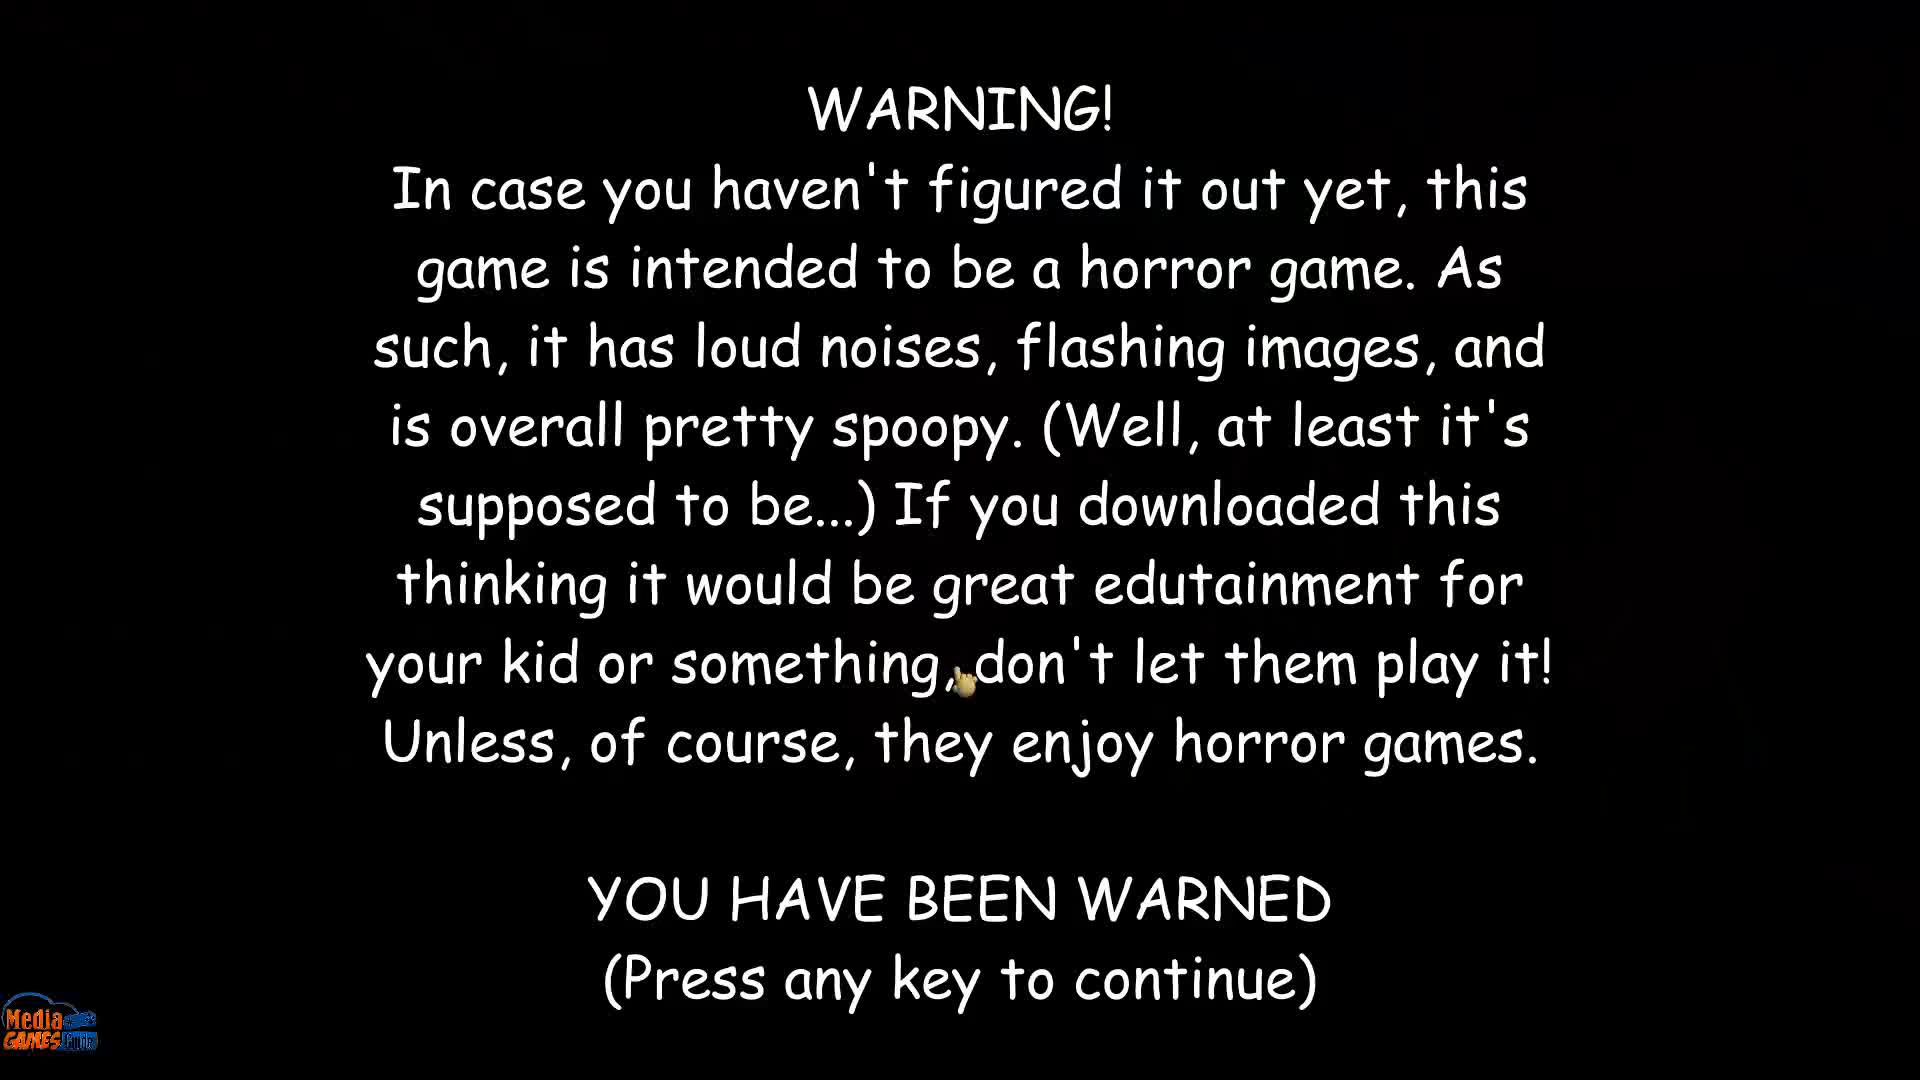 WARNING!
In case you haven't figured it out yet, this
game is intended to be a horror game. As
such, it has loud noises, flashing images, and
is overall pretty spoopy. (Well, at least it's
supposed to be...) If you downloaded this
thinking it would be great edutainment for
your kid or something, don't let them play it!
Unless, of course, they enjoy horror games.
YOU HAVE BEEN WARNED
(Press any key to continue)
Media
GAMES